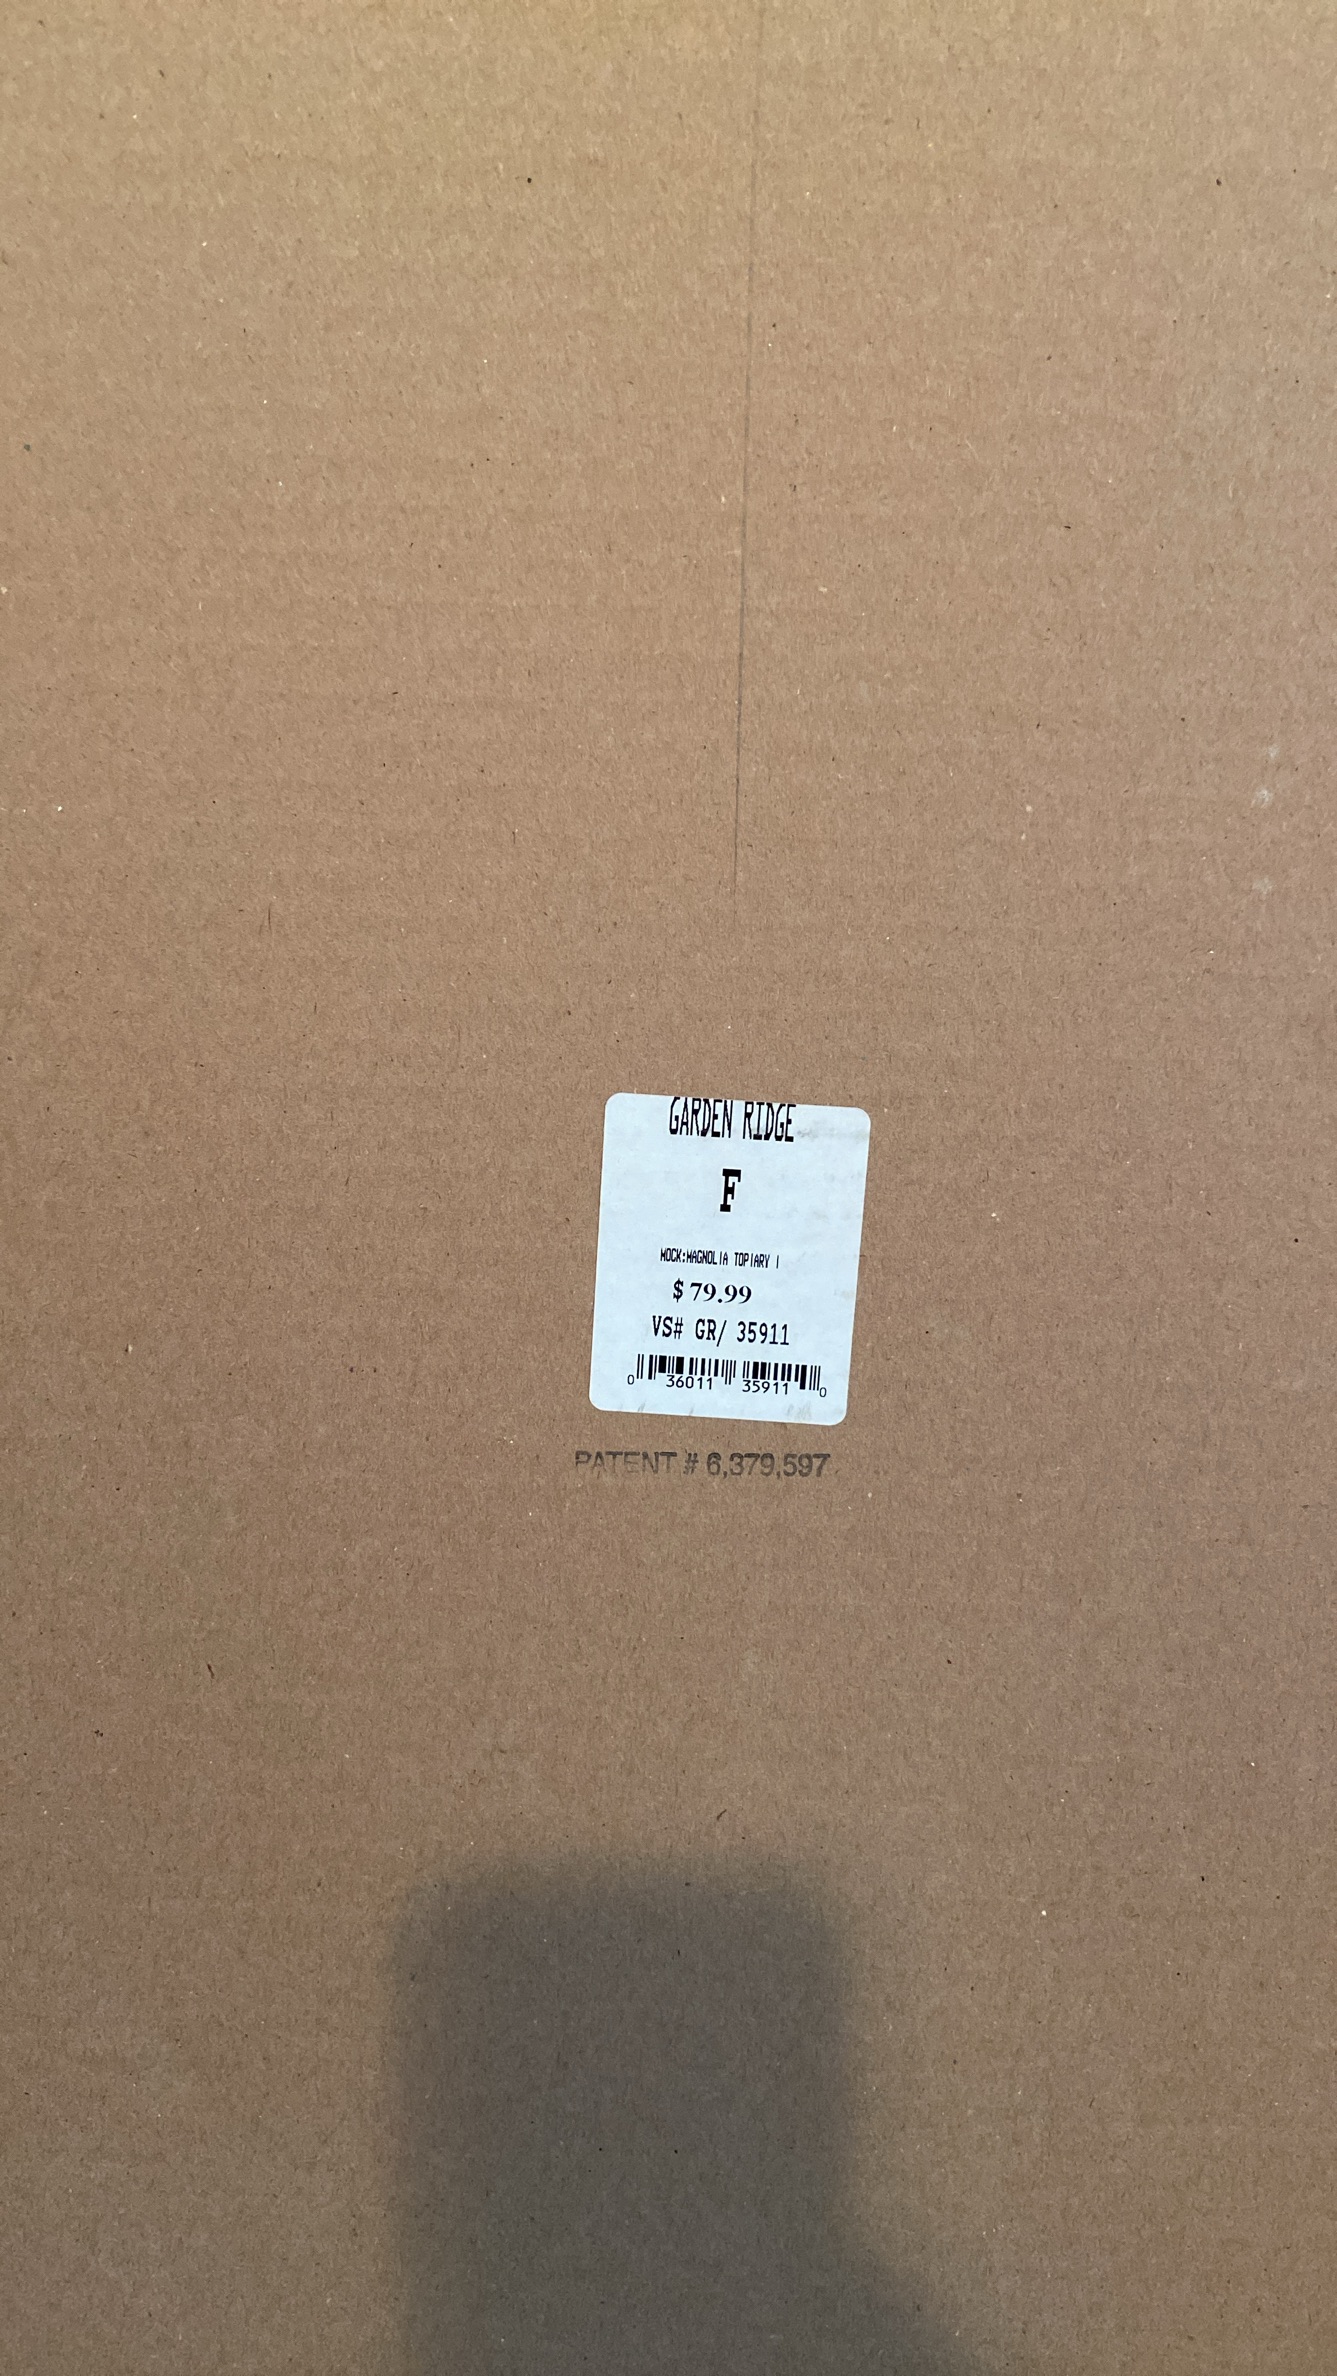 GARDEN RIDGE
F
MOCK:MAGNOLIA TOPIARY I
$ 79.99
VS# GR/ 35911
0 36011 35911 0
PATENT # 6,379,597